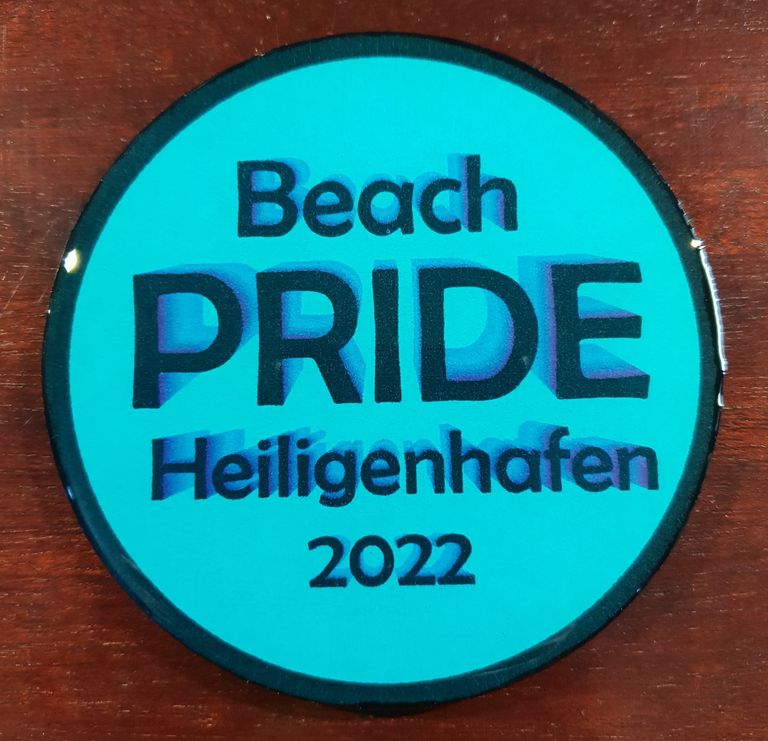 Beach
PRIDE
Heiligenhafen
2022